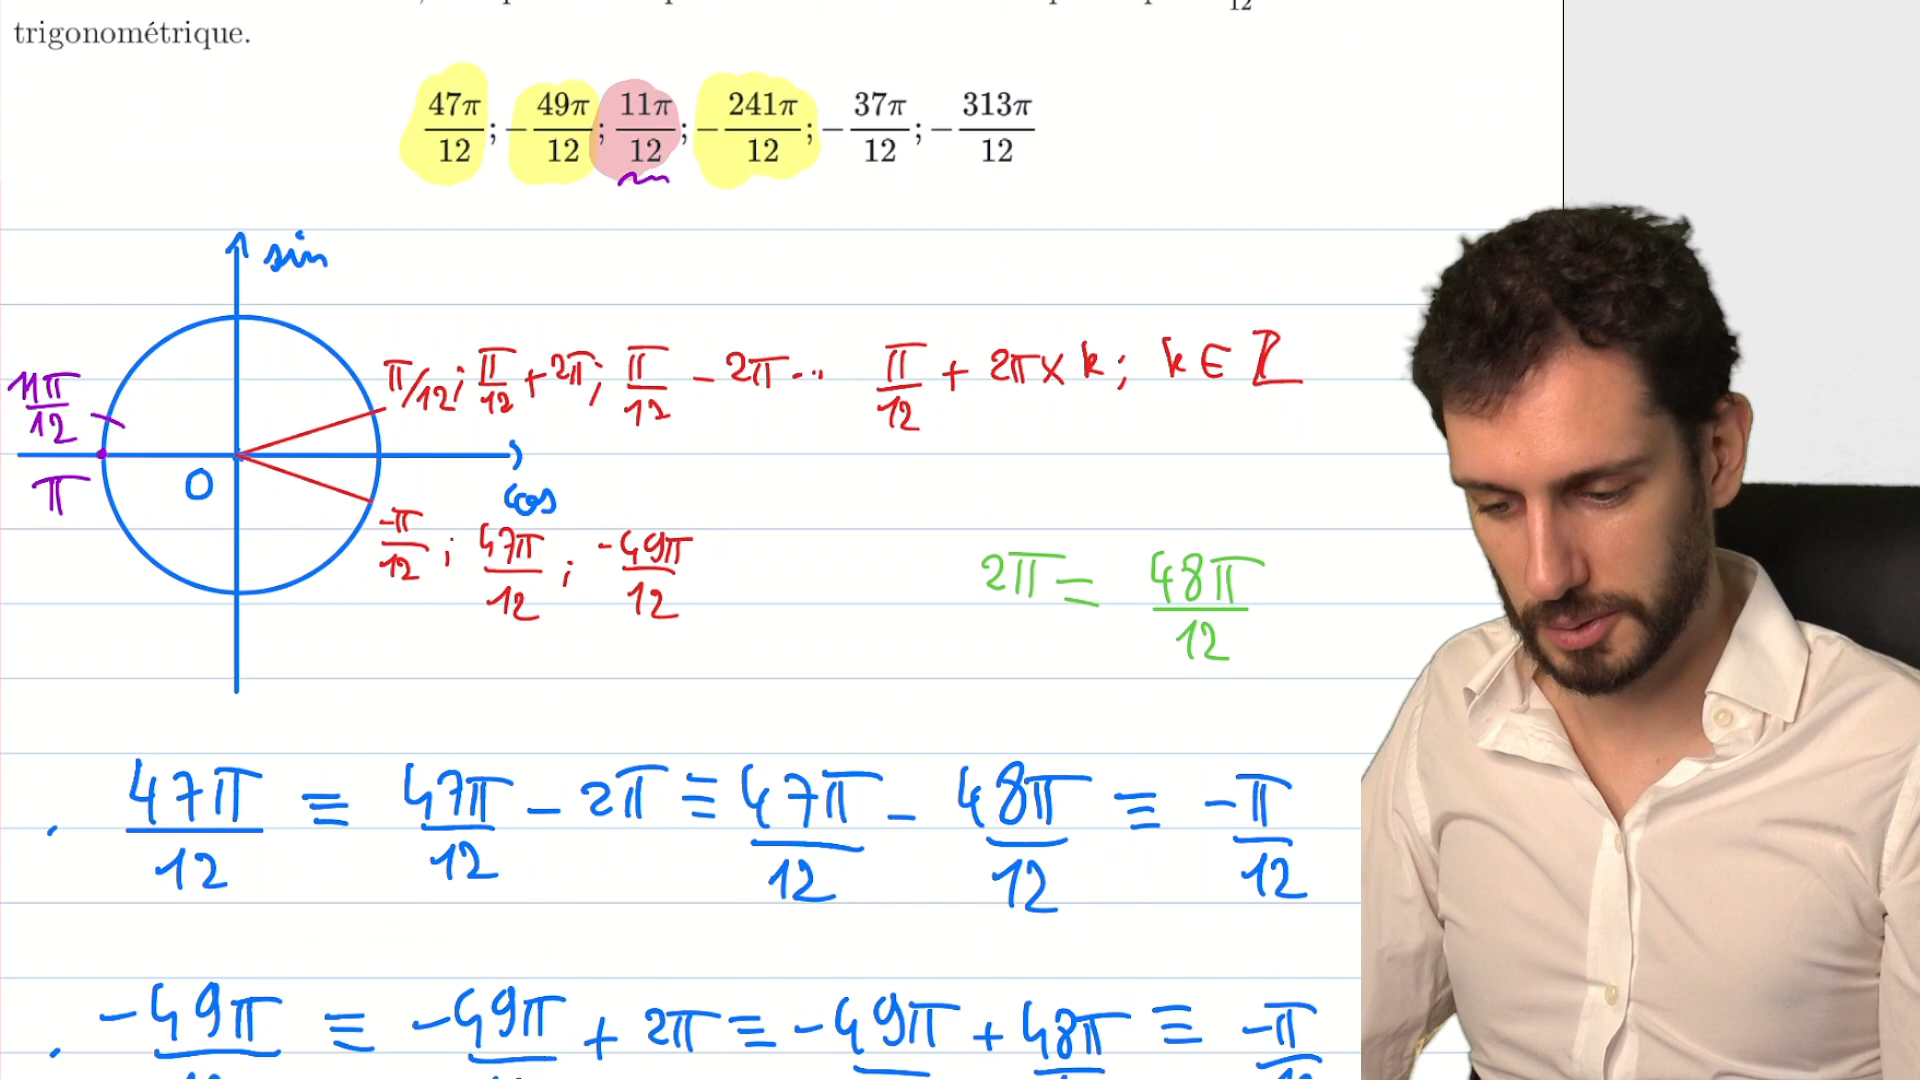 12
trigonométrique.
47π/12 ; −49π/12 ; 11π/12 ; −241π/12 ; −37π/12 ; −313π/12
sin
π/12 ; π/12 + 2π ; π/12 − 2π ... π/12 + 2π × k ; k ∈ ℤ
11π/12
π
O
cos
-π/12 ; 47π/12 ; -49π/12
2π = 48π/12
. 47π/12 ≡ 47π/12 − 2π ≡ 47π/12 − 48π/12 ≡ -π/12
. -49π ≡ -49π + 2π ≡ -49π + 48π ≡ -π